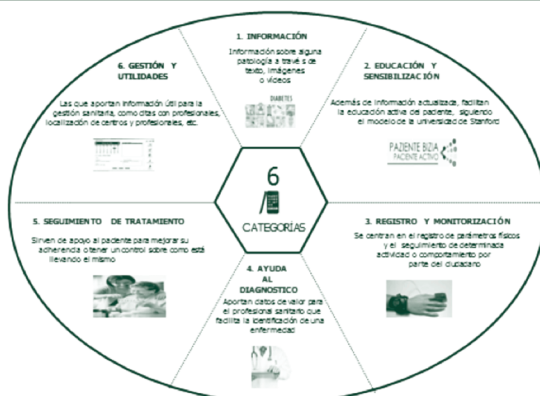 1. INFORMACIÓN
Información sobre alguna
patología a través de
texto, imágenes
o vídeos
DIABETES
2. EDUCACIÓN Y
SENSIBILIZACIÓN
Además de información actualizada, facilitan
la educación activa del paciente, siguiendo
el modelo de la universidad de Stanford
PAZIENTE BIZIA
PACIENTE ACTIVO
3. REGISTRO Y MONITORIZACIÓN
Se centran en el registro de parámetros físicos
y el seguimiento de determinada
actividad o comportamiento por
parte del ciudadano
4. AYUDA
AL
DIAGNOSTICO
Aportan datos de valor para
el profesional sanitario que
facilita la identificación de una
enfermedad
5. SEGUIMIENTO DE TRATAMIENTO
Sirven de apoyo al paciente para mejorar su
adherencia o tener un control sobre como está
llevando el mismo
6. GESTIÓN Y
UTILIDADES
Las que aportan información útil para la
gestión sanitaria, como citas con profesionales,
localización de centros y profesionales, etc.
6
CATEGORÍAS